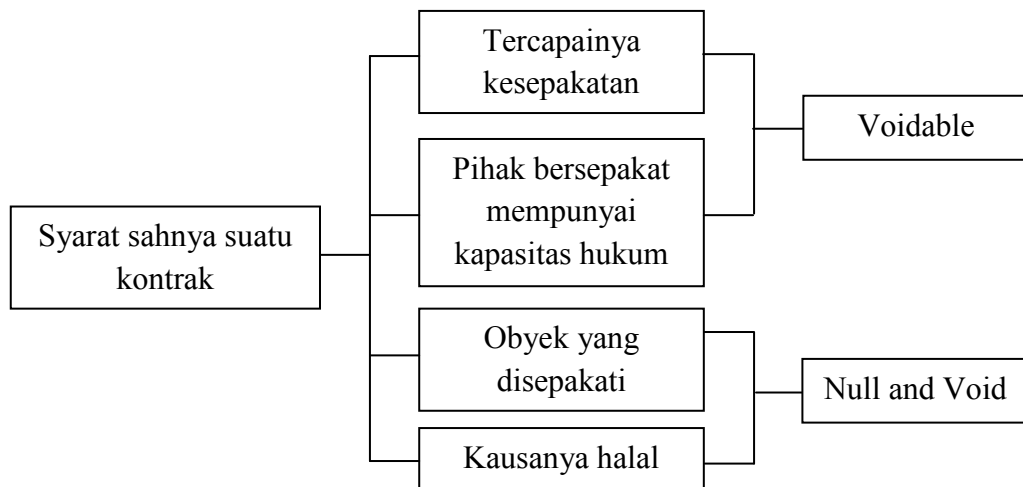 Syarat sahnya suatu
kontrak
Tercapainya
kesepakatan
Pihak bersepakat
mempunyai
kapasitas hukum
Obyek yang
disepakati
Kausanya halal
Voidable
Null and Void